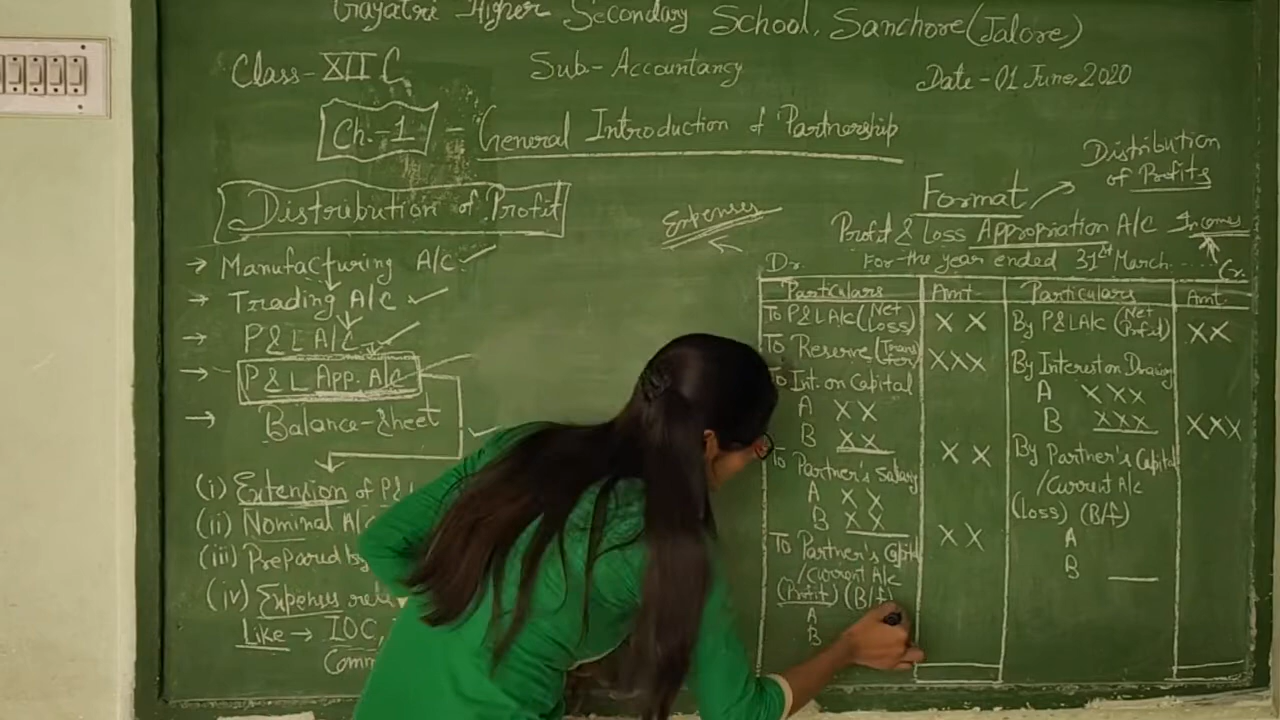 Gayatri Higher Secondary School, Sanchore (Jalore)
Class-XII C Sub-Accountancy Date-01 June, 2020
Ch.-1 - General Introduction of Partnership
Distribution of Profit
→ Manufacturing A/c
→ Trading A/c
→ P&L A/c
→ P&L App. A/c
→ Balance-Sheet
(i) Extension of P&L
(ii) Nominal A/c
(iii) Prepared by
(iv) Expenses
Like → IOC,
Comm
Expenses
Format → Distribution
of Profits
Profit & Loss Appropriation A/c Incomes
Dr. For the year ended 31st March...... Cr.
Particulars Amt. Particulars Amt.
To P&L A/c (Net Loss) XX
To Reserve (Transfer) XXX
To Int. on Capital
A XX
B XX XX
To Partner's Salary
A XX
B XX XX
To Partner's Capital
/Current A/c
(Profit) (B/f)
A
B
By P&L A/c (Net Profit) XX
By Interest on Drawing
A XXX
B XXX XXX
By Partner's Capital
/Current A/c
(Loss) (B/f)
A
B